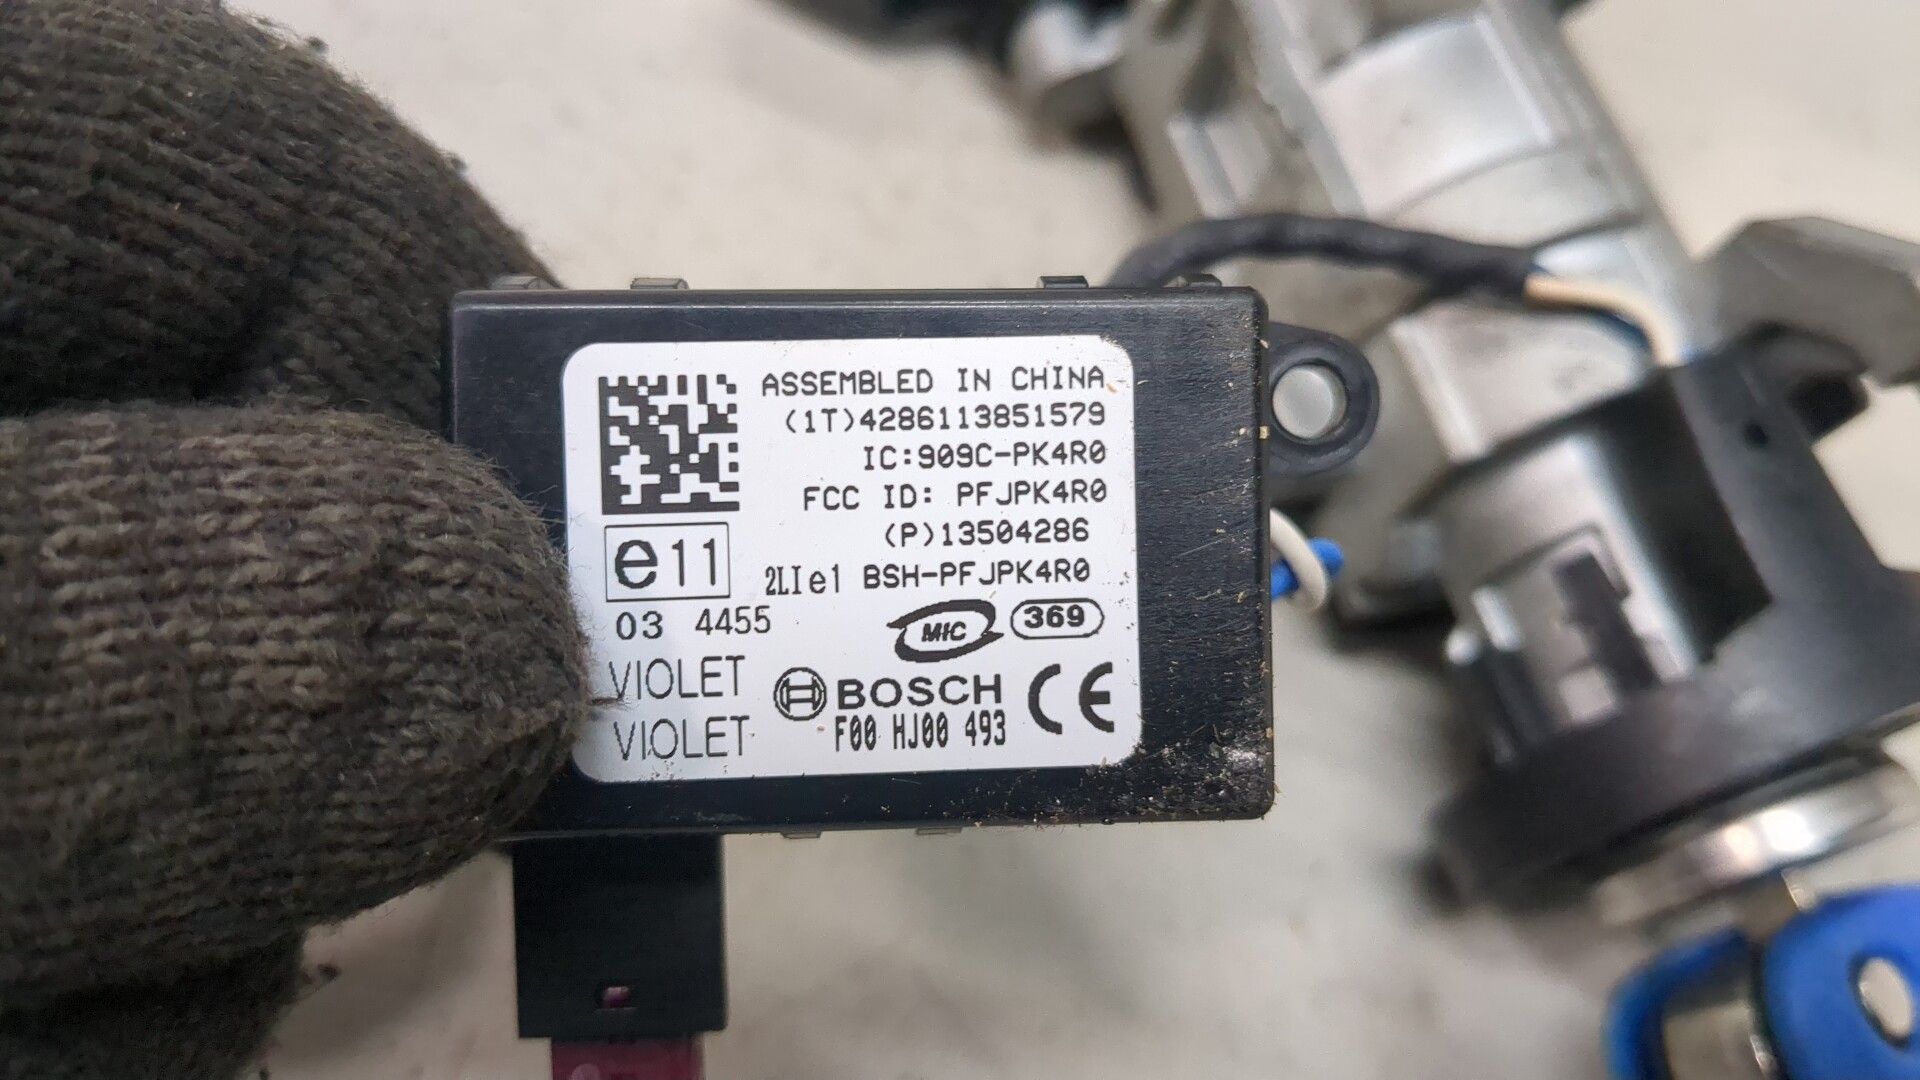 ASSEMBLED IN CHINA
(1T)4286113851579
IC:909C-PK4R0
FCC ID: PFJPK4R0
(P)13504286
e11
2LIe1 BSH-PFJPK4R0
03 4455
MIC 369
VIOLET
BOSCH CE
VIOLET
F00 HJ00 493